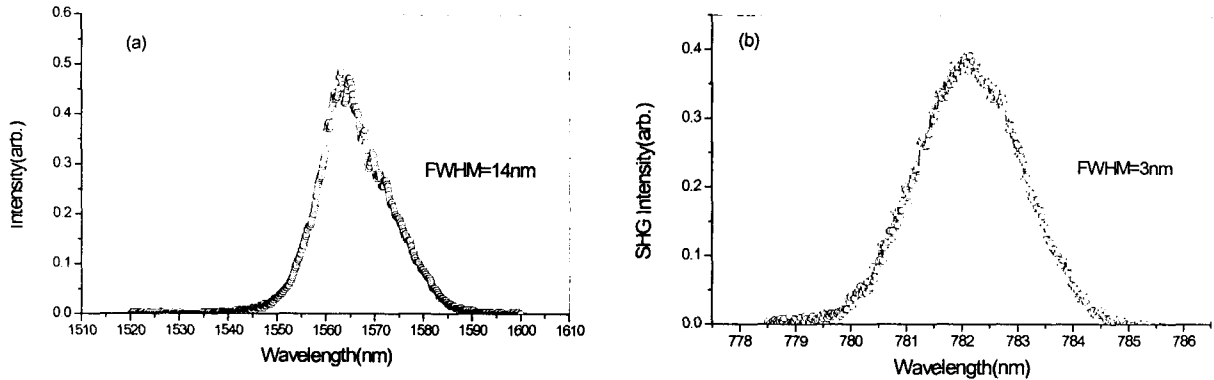 (a)
Intensity(arb.)
0.6
0.5
0.4
0.3
0.2
0.1
0.0
FWHM=14nm
1510 1520 1530 1540 1550 1560 1570 1580 1590 1600 1610
Wavelength(nm)
(b)
SHG Intensity(arb.)
0.4
0.3
0.2
0.1
0.0
FWHM=3nm
778 779 780 781 782 783 784 785 786
Wavelength(nm)